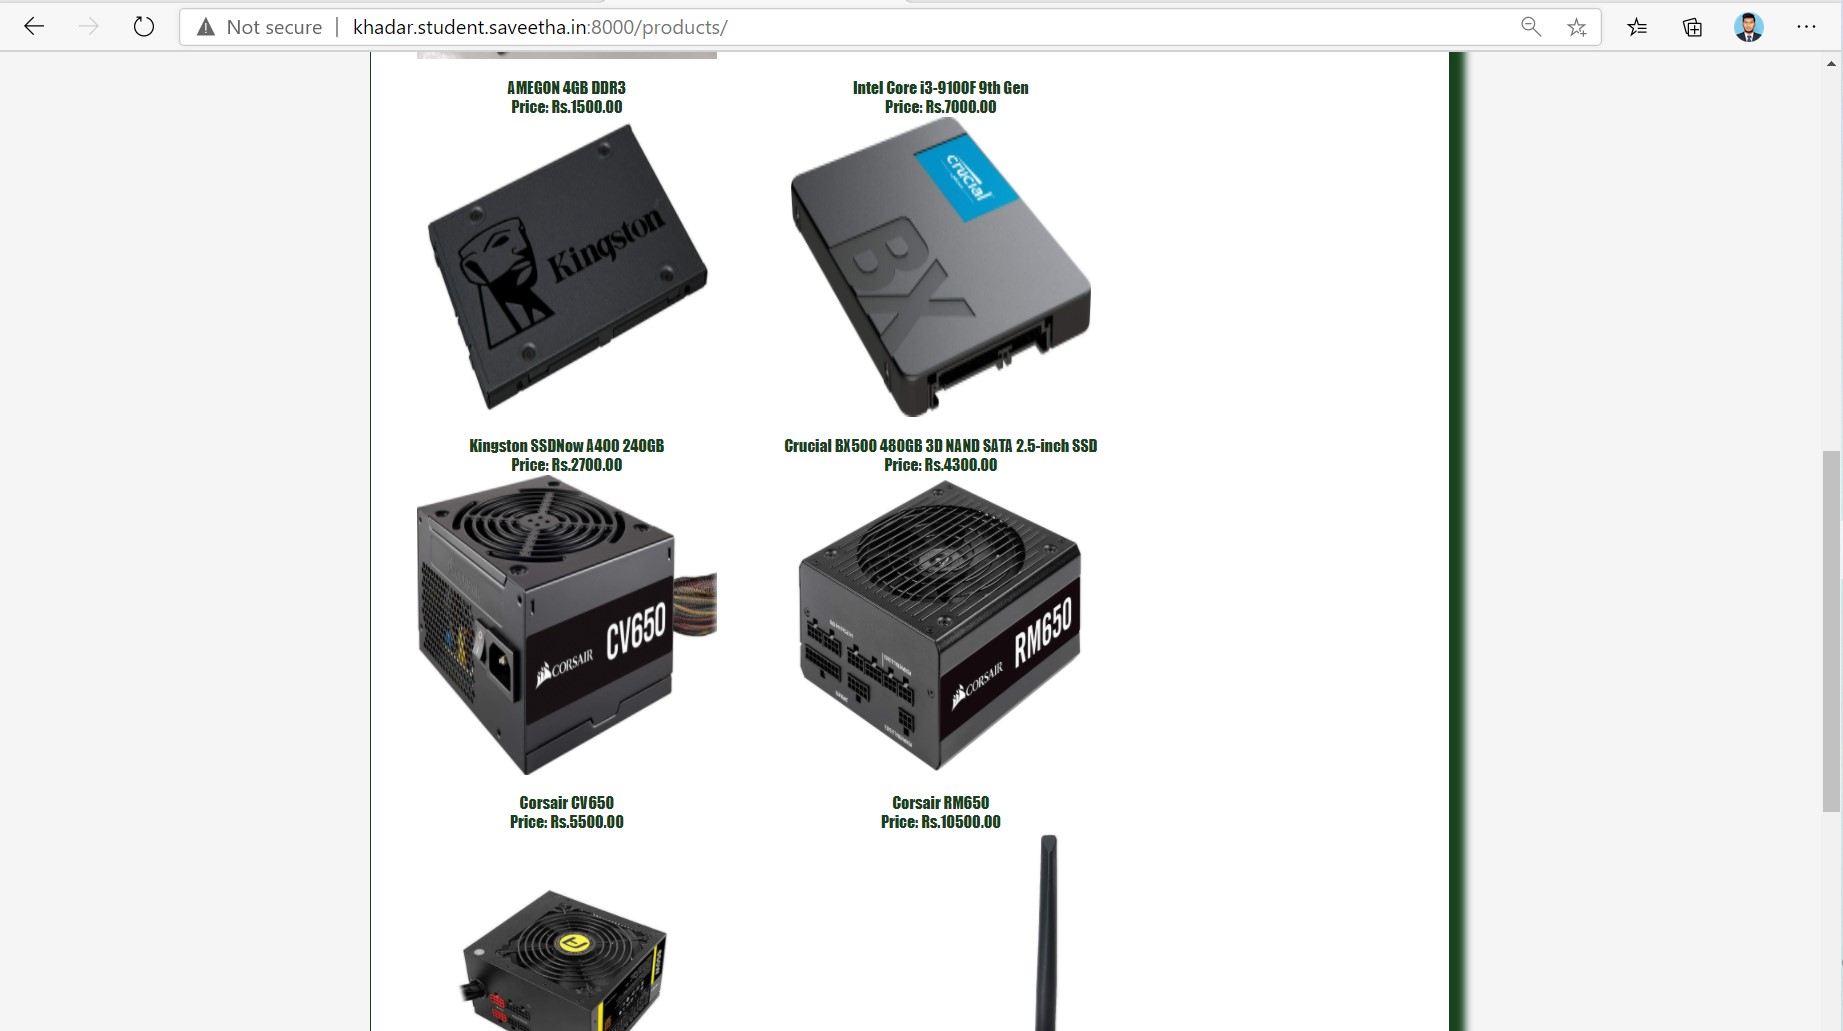 Not secure
khadar.student.saveetha.in:8000/products/
AMEGON 4GB DDR3
Price: Rs.1500.00
Intel Core i3-9100F 9th Gen
Price: Rs.7000.00
Kingston
crucial
BX
Kingston SSDNow A400 240GB
Price: Rs.2700.00
Crucial BX500 480GB 3D NAND SATA 2.5-inch SSD
Price: Rs.4300.00
CORSAIR CV650
CORSAIR RM650
Corsair CV650
Price: Rs.5500.00
Corsair RM650
Price: Rs.10500.00